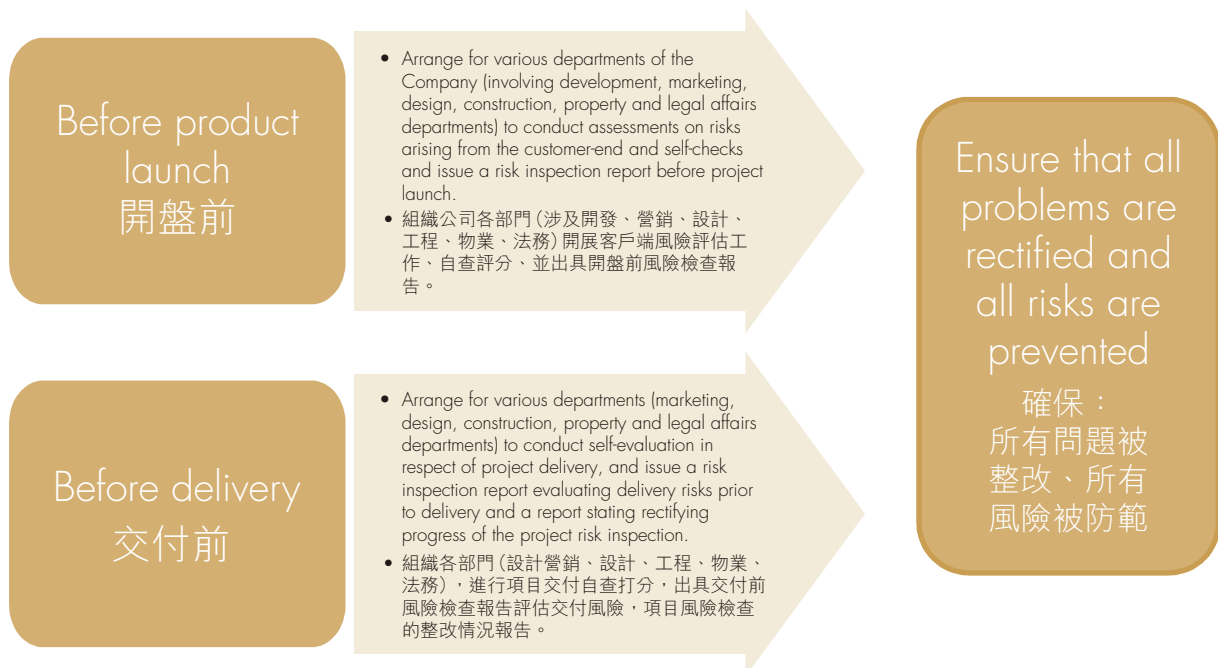 Before product
launch
開盤前
• Arrange for various departments of the
Company (involving development, marketing,
design, construction, property and legal affairs
departments) to conduct assessments on risks
arising from the customer-end and self-checks
and issue a risk inspection report before project
launch.
• 組織公司各部門(涉及開發、營銷、設計、
工程、物業、法務)開展客戶端風險評估工
作、自查評分、並出具開盤前風險檢查報
告。
Before delivery
交付前
• Arrange for various departments (marketing,
design, construction, property and legal affairs
departments) to conduct self-evaluation in
respect of project delivery, and issue a risk
inspection report evaluating delivery risks prior
to delivery and a report stating rectifying
progress of the project risk inspection.
• 組織各部門(設計營銷、設計、工程、物業、
法務),進行項目交付自查打分,出具交付前
風險檢查報告評估交付風險,項目風險檢查
的整改情況報告。
Ensure that all
problems are
rectified and
all risks are
prevented
確保:
所有問題被
整改、所有
風險被防範